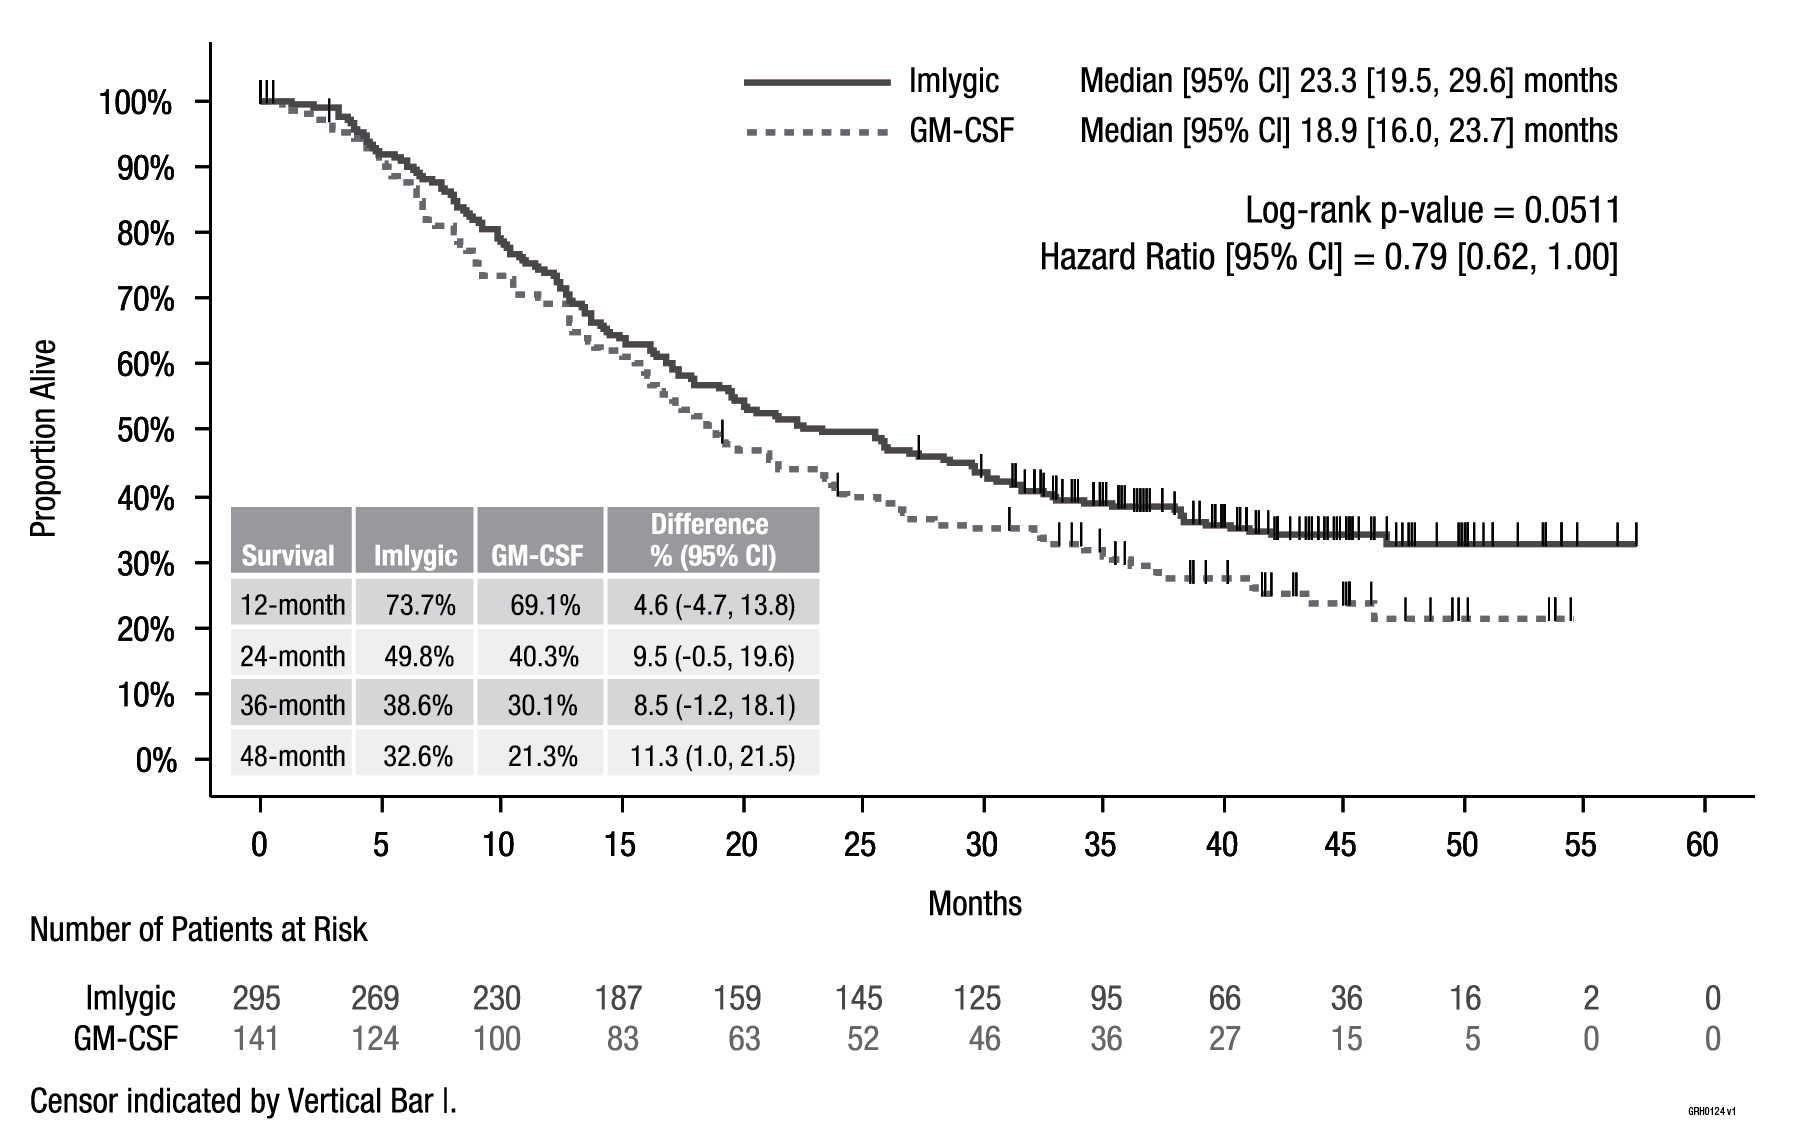 Imlygic Median [95% CI] 23.3 [19.5, 29.6] months
GM-CSF Median [95% CI] 18.9 [16.0, 23.7] months
Log-rank p-value = 0.0511
Hazard Ratio [95% CI] = 0.79 [0.62, 1.00]
Proportion Alive
100%
90%
80%
70%
60%
50%
40%
30%
20%
10%
0%
Survival Imlygic GM-CSF Difference % (95% CI)
12-month 73.7% 69.1% 4.6 (-4.7, 13.8)
24-month 49.8% 40.3% 9.5 (-0.5, 19.6)
36-month 38.6% 30.1% 8.5 (-1.2, 18.1)
48-month 32.6% 21.3% 11.3 (1.0, 21.5)
0 5 10 15 20 25 30 35 40 45 50 55 60
Months
Number of Patients at Risk
Imlygic 295 269 230 187 159 145 125 95 66 36 16 2 0
GM-CSF 141 124 100 83 63 52 46 36 27 15 5 0 0
Censor indicated by Vertical Bar |.
GRH0124 v1